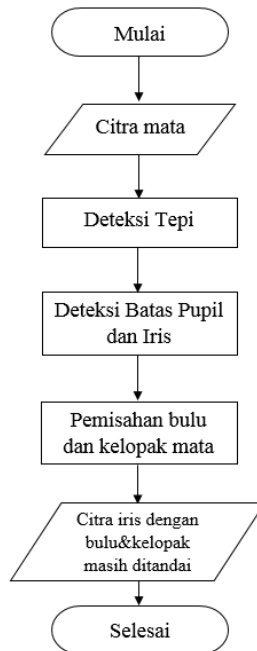 Mulai
Citra mata
Deteksi Tepi
Deteksi Batas Pupil
dan Iris
Pemisahan bulu
dan kelopak mata
Citra iris dengan
bulu&kelopak
masih ditandai
Selesai